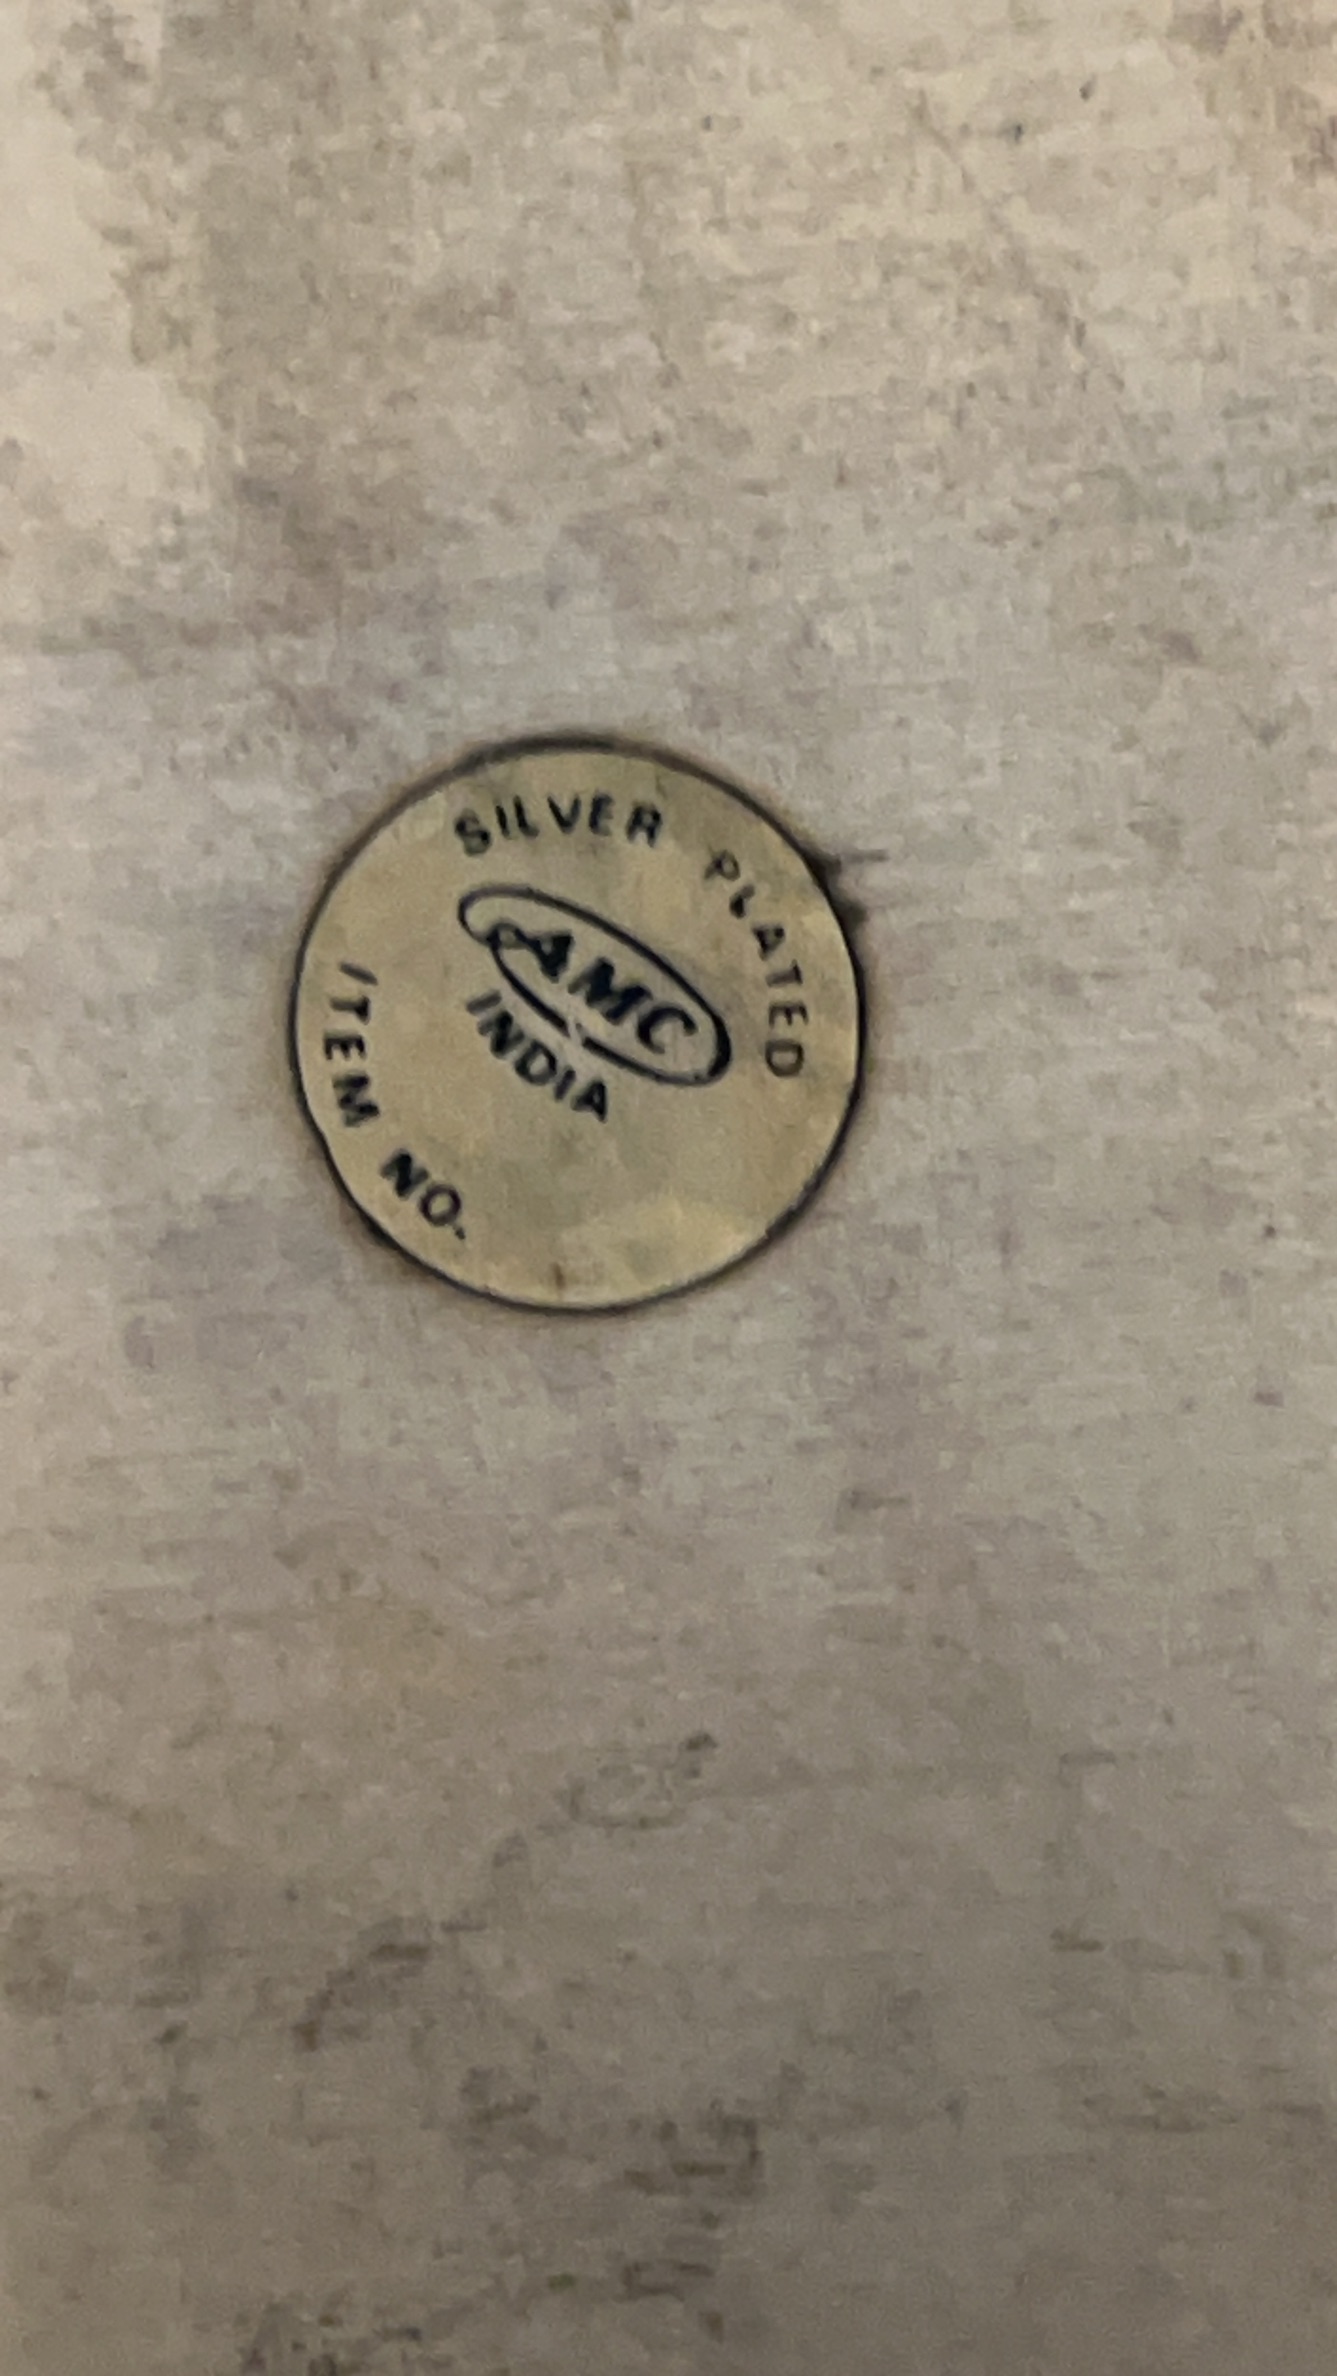 SILVER PLATED
AMC
INDIA
ITEM NO.